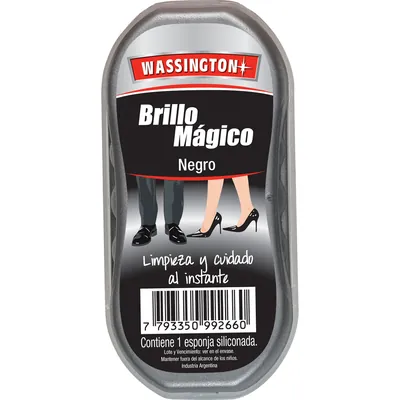 WASSINGTON
Brillo
Mágico
Negro
Limpieza y cuidado
al instante
7 793350 992660
Contiene 1 esponja siliconada.
Lote y Vencimiento: ver en el envase.
Mantener fuera del alcance de los niños.
Industria Argentina